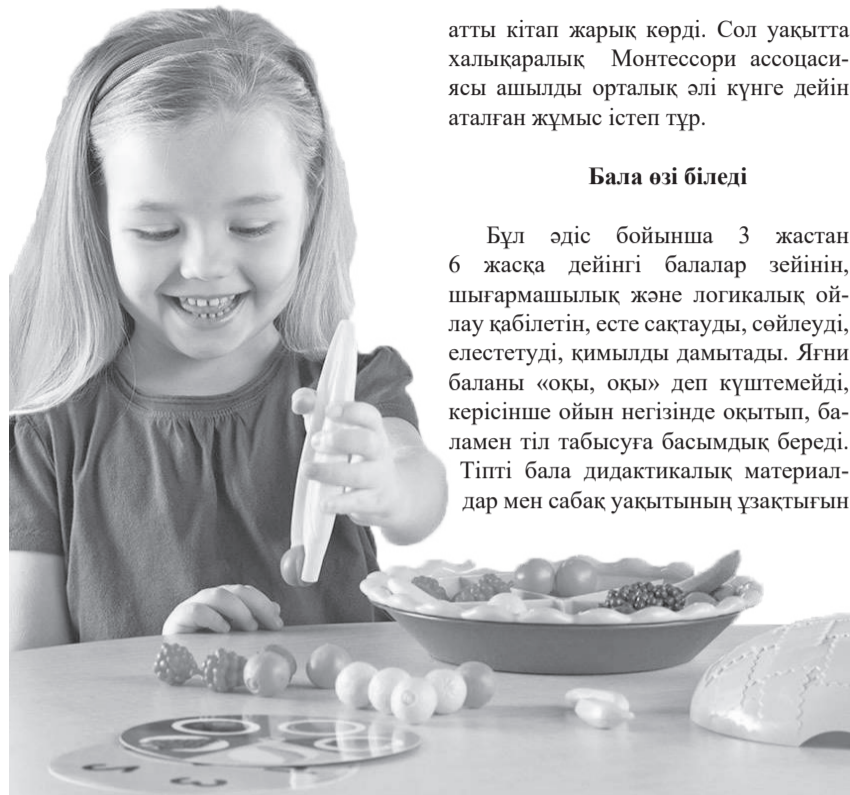 атты кітап жарық көрді. Сол уақытта
халықаралық Монтессори ассоцаси-
ясы ашылды орталық әлі күнге дейін
аталған жұмыс істеп тұр.
Бала өзі біледі
Бұл әдіс бойынша 3 жастан
6 жасқа дейінгі балалар зейінін,
шығармашылық және логикалық ой-
лау қабілетін, есте сақтауды, сөйлеуді,
елестетуді, қимылды дамытады. Яғни
баланы «оқы, оқы» деп күштемейді,
керісінше ойын негізінде оқытып, ба-
ламен тіл табысуға басымдық береді.
Тіпті бала дидактикалық материал-
дар мен сабақ уақытының ұзақтығын